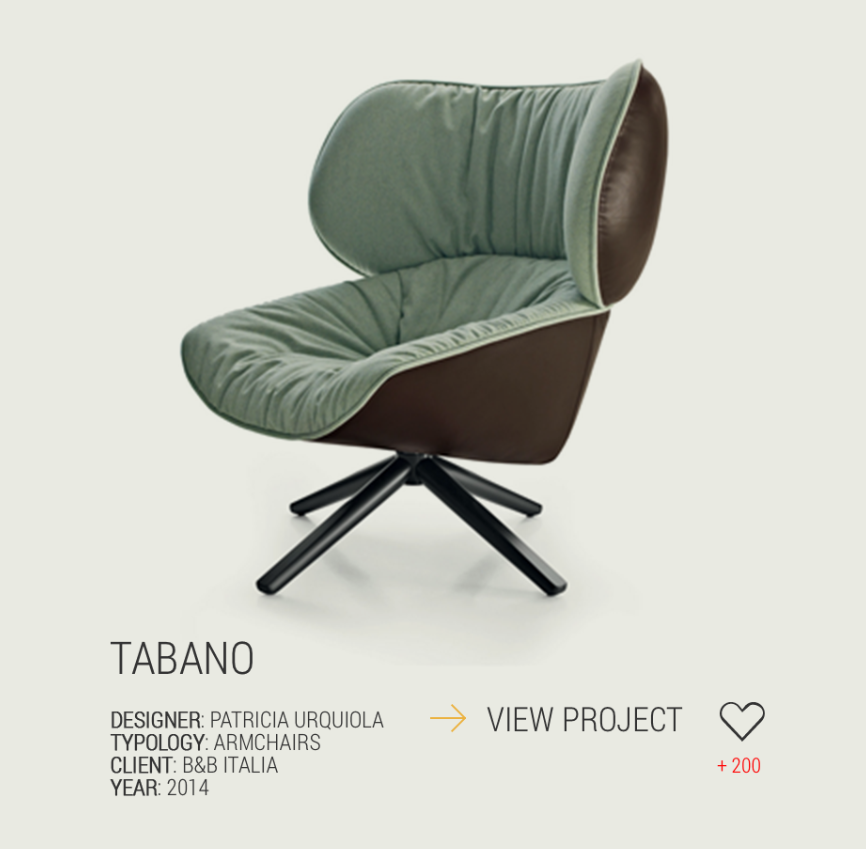 TABANO
DESIGNER: PATRICIA URQUIOLA
TYPOLOGY: ARMCHAIRS
CLIENT: B&B ITALIA
YEAR: 2014
VIEW PROJECT
+ 200